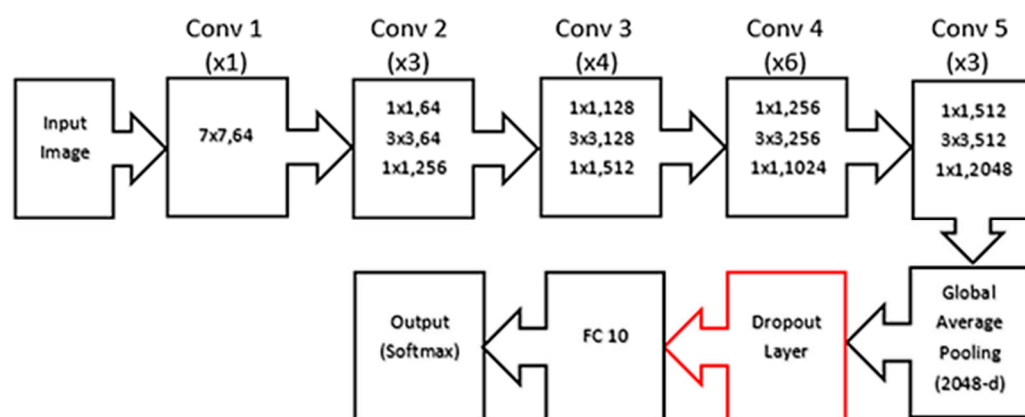 Conv 1
(x1)
Conv 2
(x3)
Conv 3
(x4)
Conv 4
(x6)
Conv 5
(x3)
Input
Image
7x7,64
1x1,64
3x3,64
1x1,256
1x1,128
3x3,128
1x1,512
1x1,256
3x3,256
1x1,1024
1x1,512
3x3,512
1x1,2048
Global
Average
Pooling
(2048-d)
Dropout
Layer
FC 10
Output
(Softmax)